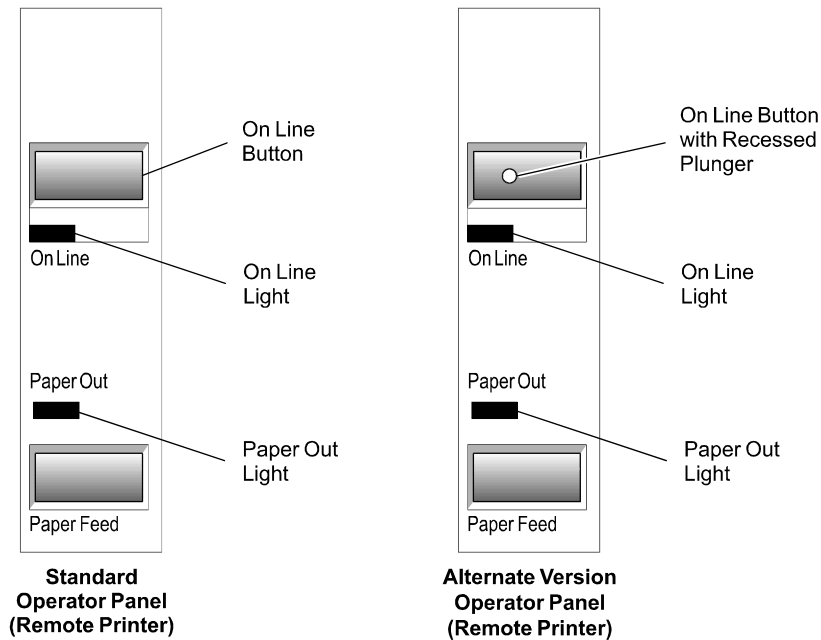 On Line
Button
On Line
On Line
Light
Paper Out
Paper Out
Light
Paper Feed
Standard
Operator Panel
(Remote Printer)
On Line Button
with Recessed
Plunger
On Line
On Line
Light
Paper Out
Paper Out
Light
Paper Feed
Alternate Version
Operator Panel
(Remote Printer)